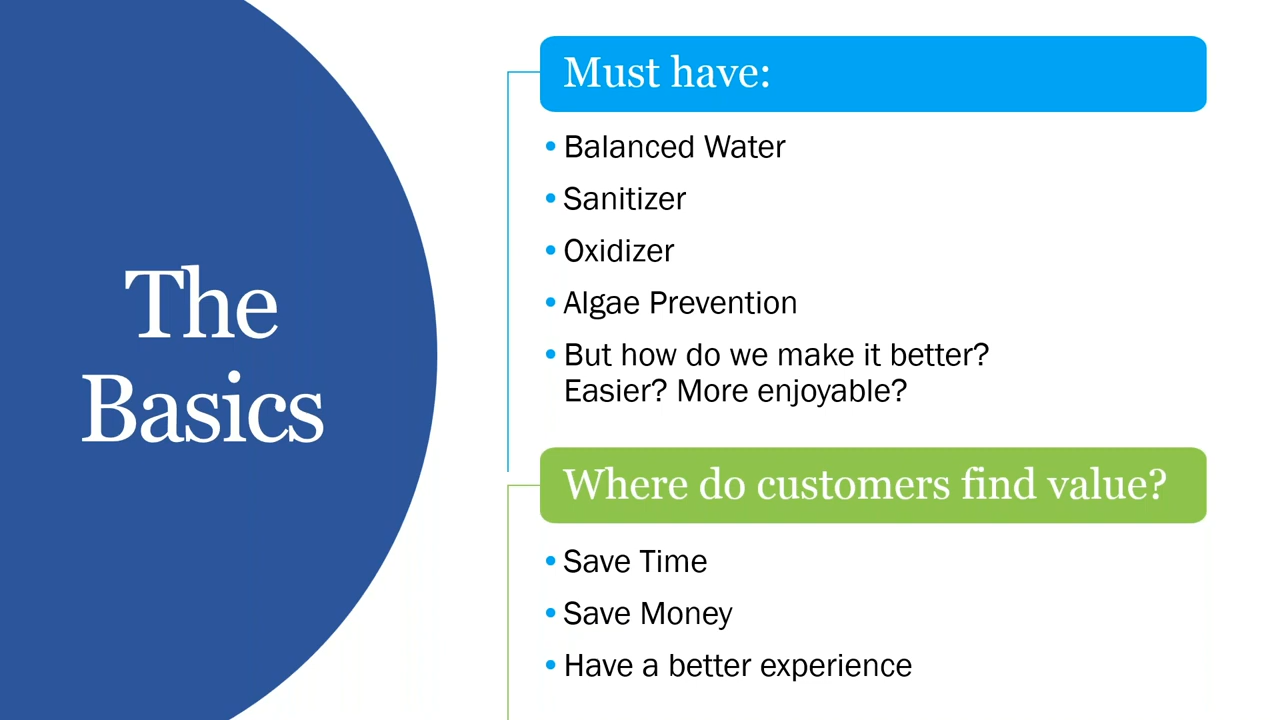 The
Basics
Must have:
• Balanced Water
• Sanitizer
• Oxidizer
• Algae Prevention
• But how do we make it better?
Easier? More enjoyable?
Where do customers find value?
• Save Time
• Save Money
• Have a better experience